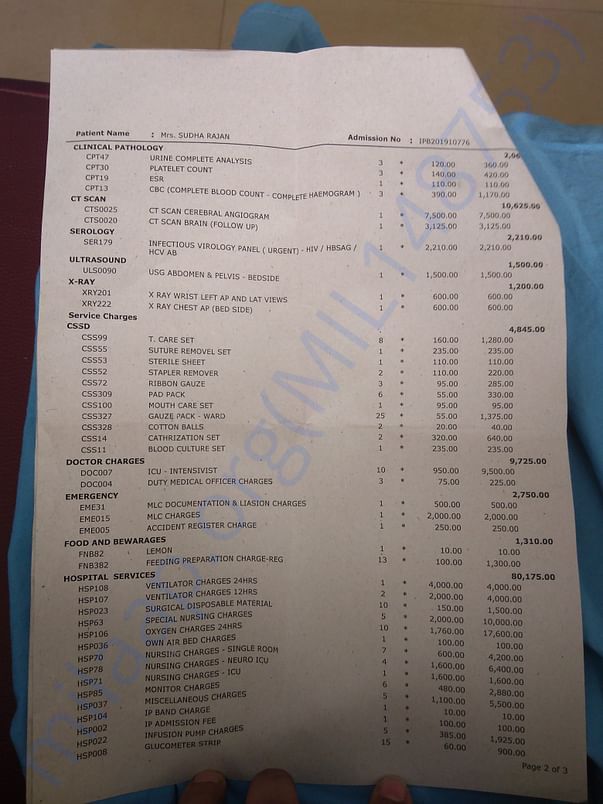 Patient Name : Mrs. SUDHA RAJAN Admission No : IPB201910776
CLINICAL PATHOLOGY 2,06
CPT47 URINE COMPLETE ANALYSIS 3 * 120.00 360.00
CPT30 PLATELET COUNT 3 * 140.00 420.00
CPT19 ESR 1 * 110.00 110.00
CPT13 CBC (COMPLETE BLOOD COUNT - COMPLETE HAEMOGRAM ) 3 * 390.00 1,170.00
CT SCAN 10,625.00
CTS0025 CT SCAN CEREBRAL ANGIOGRAM 1 * 7,500.00 7,500.00
CTS0020 CT SCAN BRAIN (FOLLOW UP) 1 * 3,125.00 3,125.00
SEROLOGY 2,210.00
SER179 INFECTIOUS VIROLOGY PANEL ( URGENT) - HIV / HBSAG / 1 * 2,210.00 2,210.00
HCV AB
ULTRASOUND 1,500.00
ULS0090 USG ABDOMEN & PELVIS - BEDSIDE 1 * 1,500.00 1,500.00
X-RAY 1,200.00
XRY201 X RAY WRIST LEFT AP AND LAT VIEWS 1 * 600.00 600.00
XRY222 X RAY CHEST AP (BED SIDE) 1 * 600.00 600.00
Service Charges
CSSD 4,845.00
CSS99 T. CARE SET 8 * 160.00 1,280.00
CSS55 SUTURE REMOVEL SET 1 * 235.00 235.00
CSS53 STERILE SHEET 1 * 110.00 110.00
CSS52 STAPLER REMOVER 2 * 110.00 220.00
CSS72 RIBBON GAUZE 3 * 95.00 285.00
CSS309 PAD PACK 6 * 55.00 330.00
CSS100 MOUTH CARE SET 1 * 95.00 95.00
CSS327 GAUZE PACK - WARD 25 * 55.00 1,375.00
CSS328 COTTON BALLS 2 * 20.00 40.00
CSS14 CATHRIZATION SET 2 * 320.00 640.00
CSS11 BLOOD CULTURE SET 1 * 235.00 235.00
DOCTOR CHARGES 9,725.00
DOC007 ICU - INTENSIVIST 10 * 950.00 9,500.00
DOC004 DUTY MEDICAL OFFICER CHARGES 3 * 75.00 225.00
EMERGENCY 2,750.00
EME31 MLC DOCUMENTATION & LIASION CHARGES 1 * 500.00 500.00
EME015 MLC CHARGES 1 * 2,000.00 2,000.00
EME005 ACCIDENT REGISTER CHARGE 1 * 250.00 250.00
FOOD AND BEWARAGES 1,310.00
FNB82 LEMON 1 * 10.00 10.00
FNB382 FEEDING PREPARATION CHARGE-REG 13 * 100.00 1,300.00
HOSPITAL SERVICES 80,175.00
HSP108 VENTILATOR CHARGES 24HRS 1 * 4,000.00 4,000.00
HSP107 VENTILATOR CHARGES 12HRS 2 * 2,000.00 4,000.00
HSP023 SURGICAL DISPOSABLE MATERIAL 10 * 150.00 1,500.00
HSP63 SPECIAL NURSING CHARGES 5 * 2,000.00 10,000.00
HSP106 OXYGEN CHARGES 24HRS 10 * 1,760.00 17,600.00
HSP036 OWN AIR BED CHARGES 1 * 100.00 100.00
HSP70 NURSING CHARGES - SINGLE ROOM 7 * 600.00 4,200.00
HSP78 NURSING CHARGES - NEURO ICU 4 * 1,600.00 6,400.00
HSP71 NURSING CHARGES - ICU 1 * 1,600.00 1,600.00
HSP85 MONITOR CHARGES 6 * 480.00 2,880.00
HSP037 MISCELLANEOUS CHARGES 5 * 1,100.00 5,500.00
HSP104 IP BAND CHARGE 1 * 10.00 10.00
HSP002 IP ADMISSION FEE 1 * 100.00 100.00
HSP022 INFUSION PUMP CHARGES 5 * 385.00 1,925.00
HSP008 GLUCOMETER STRIP 15 * 60.00 900.00
Page 2 of 3
milaap.org(MIL148753)